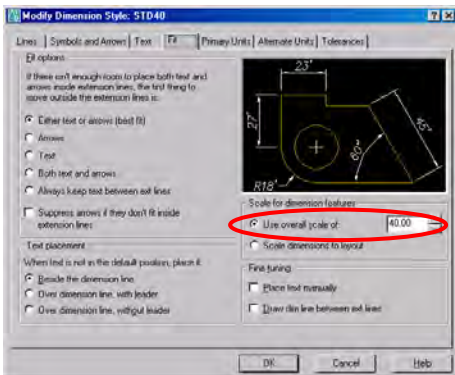 Modify Dimension Style: STD40
Lines Symbols and Arrows Text Fit Primary Units Alternate Units Tolerances
Fit options
If there isn't enough room to place both text and
arrows inside extension lines, the first thing to
move outside the extension lines is:
Either text or arrows (best fit)
Arrows
Text
Both text and arrows
Always keep text between ext lines
Suppress arrows if they don't fit inside
extension lines
Text placement
When text is not in the default position, place it:
Beside the dimension line
Over dimension line, with leader
Over dimension line, without leader
23'
27'
45'
60°
R18'
Scale for dimension features
Use overall scale of: 40.00
Scale dimensions to layout
Fine tuning
Place text manually
Draw dim line between ext lines
OK Cancel Help